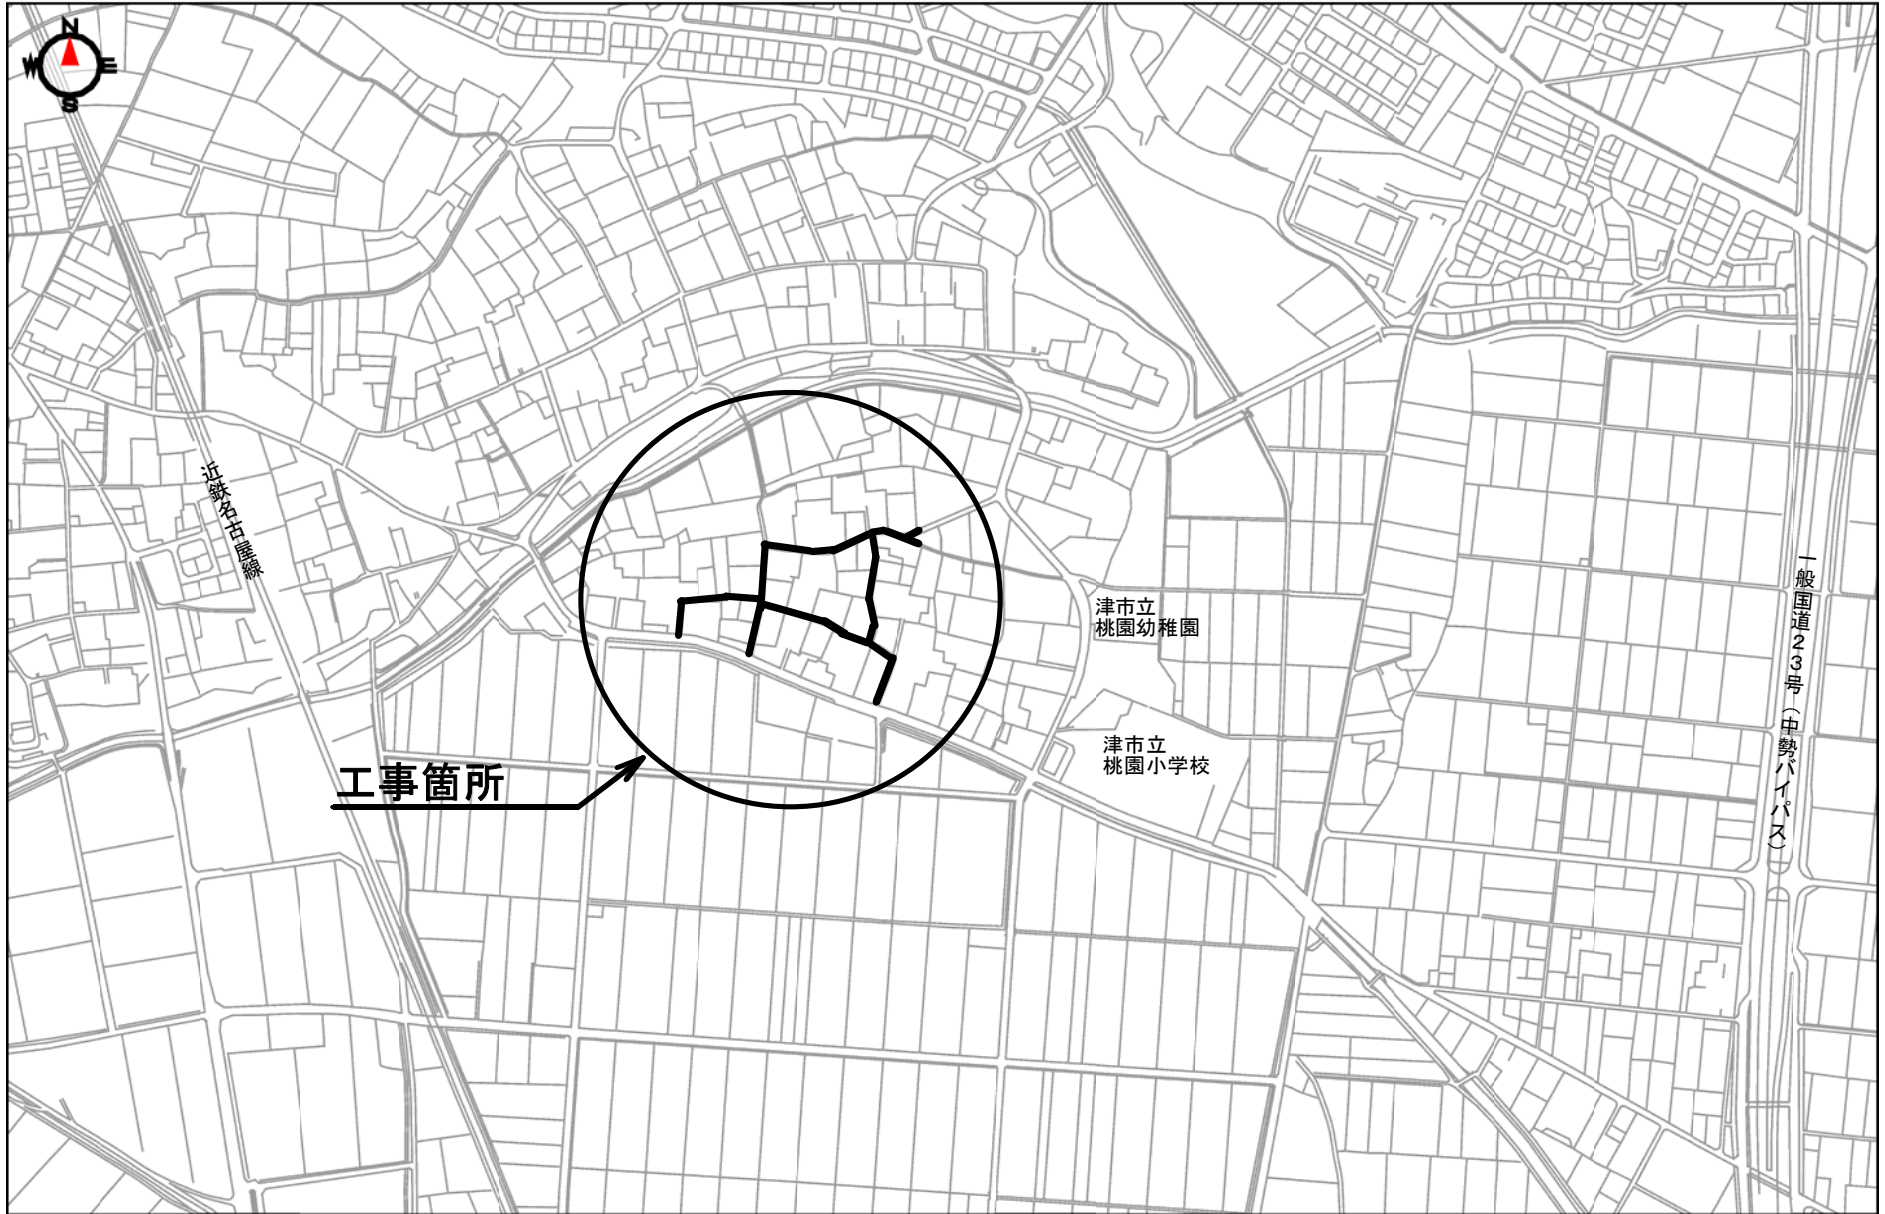 N
W
E
S
近鉄名古屋線
津市立
桃園幼稚園
一般国道23号（中勢バイパス）
津市立
桃園小学校
工事箇所